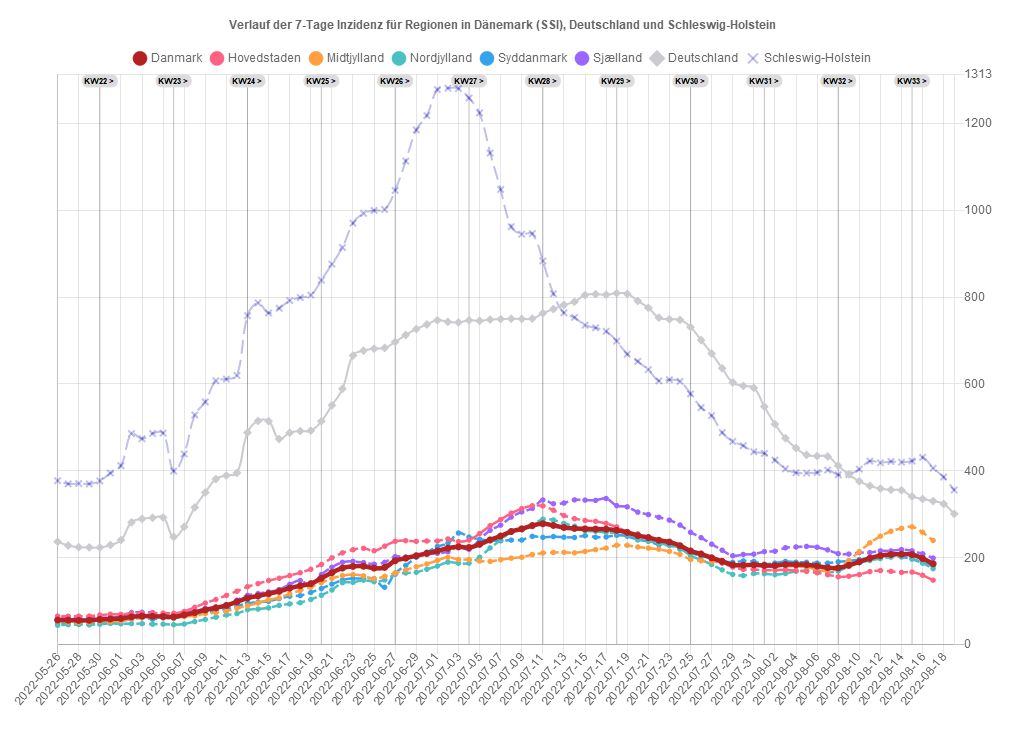 Verlauf der 7-Tage Inzidenz für Regionen in Dänemark (SSI), Deutschland und Schleswig-Holstein
Danmark Hovedstaden Midtjylland Nordjylland Syddanmark Sjælland Deutschland Schleswig-Holstein
KW22 > KW23 > KW24 > KW25 > KW26 > KW27 > KW28 > KW29 > KW30 > KW31 > KW32 > KW33 >
1313
1200
1000
800
600
400
200
0
2022-05-26 2022-05-28 2022-05-30 2022-06-01 2022-06-03 2022-06-05 2022-06-07 2022-06-09 2022-06-11 2022-06-13 2022-06-15 2022-06-17 2022-06-19 2022-06-21 2022-06-23 2022-06-25 2022-06-27 2022-06-29 2022-07-01 2022-07-03 2022-07-05 2022-07-07 2022-07-09 2022-07-11 2022-07-13 2022-07-15 2022-07-17 2022-07-19 2022-07-21 2022-07-23 2022-07-25 2022-07-27 2022-07-29 2022-07-31 2022-08-02 2022-08-04 2022-08-06 2022-08-08 2022-08-10 2022-08-12 2022-08-14 2022-08-16 2022-08-18